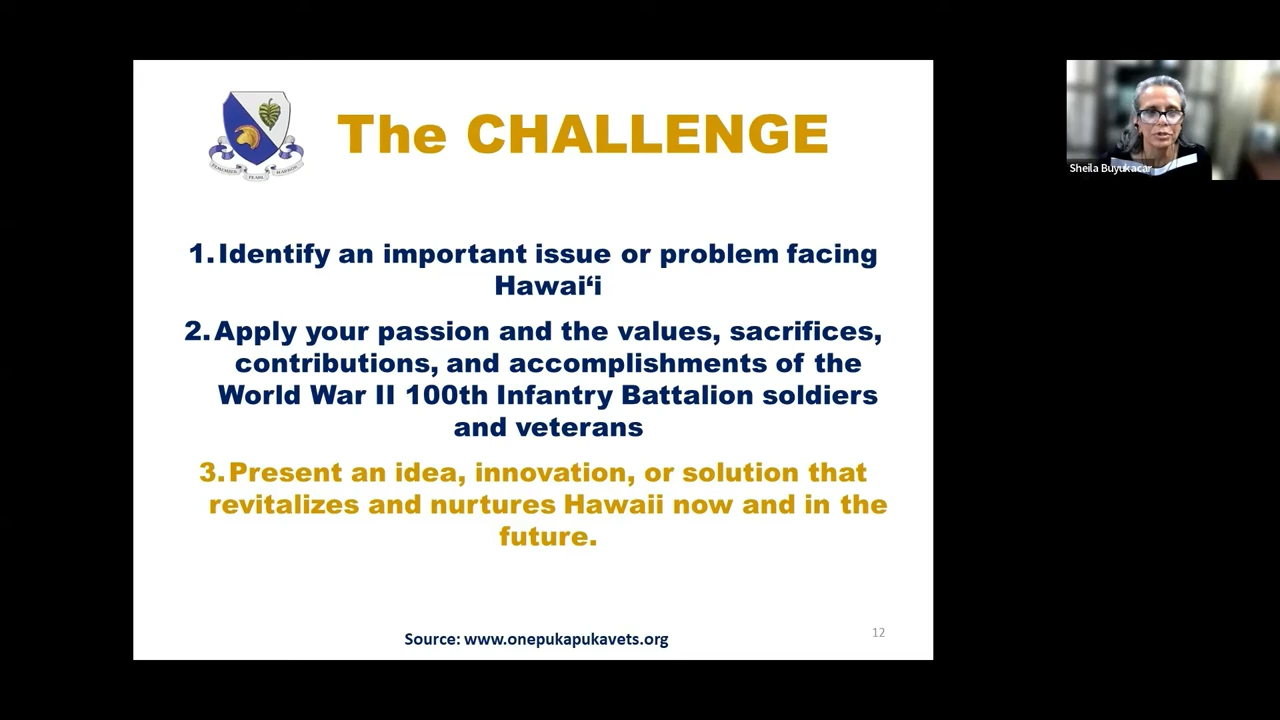 The CHALLENGE
REMEMBER PEARL HARBOR
1. Identify an important issue or problem facing
Hawai‘i
2. Apply your passion and the values, sacrifices,
contributions, and accomplishments of the
World War II 100th Infantry Battalion soldiers
and veterans
3. Present an idea, innovation, or solution that
revitalizes and nurtures Hawaii now and in the
future.
Source: www.onepukapukavets.org
12
Sheila Buyukacar